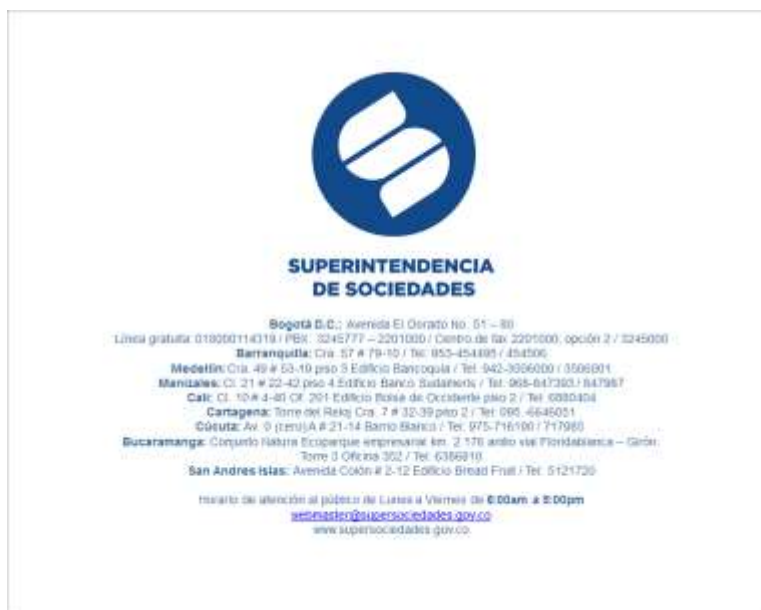 SUPERINTENDENCIA
DE SOCIEDADES
Bogotá D.C.: Avenida El Dorado No. 51 – 80
Línea gratuita: 018000114319 / PBX: 3245777 – 2201000 / Centro de fax 2201000, opción 2 / 3245000
Barranquilla: Cra. 57 # 79-10 / Tel: 953-454495 / 454506
Medellín: Cra. 49 # 53-19 piso 3 Edificio Bancoquia / Tel: 942-3506000 / 3506001
Manizales: Cl. 21 # 22-42 piso 4 Edificio Banco Sudameris / Tel: 968-847393 / 847987
Cali: Cl. 10 # 4-40 Of. 201 Edificio Bolsa de Occidente piso 2 / Tel: 6880404
Cartagena: Torre del Reloj Cra. 7 # 32-39 piso 2 / Tel: 095 -6646051
Cúcuta: Av. 0 (cero) A # 21-14 Barrio Blanco / Tel: 975-716190 / 717985
Bucaramanga: Conjunto Natura Ecoparque empresarial km. 2 176 anillo vial Floridablanca – Girón.
Torre 3 Oficina 352 / Tel: 6386810
San Andres Islas: Avenida Colón # 2-12 Edificio Bread Fruit / Tel: 5121720
Horario de atención al público de Lunes a Viernes de 8:00am a 5:00pm
webmaster@supersociedades.gov.co
www.supersociedades.gov.co